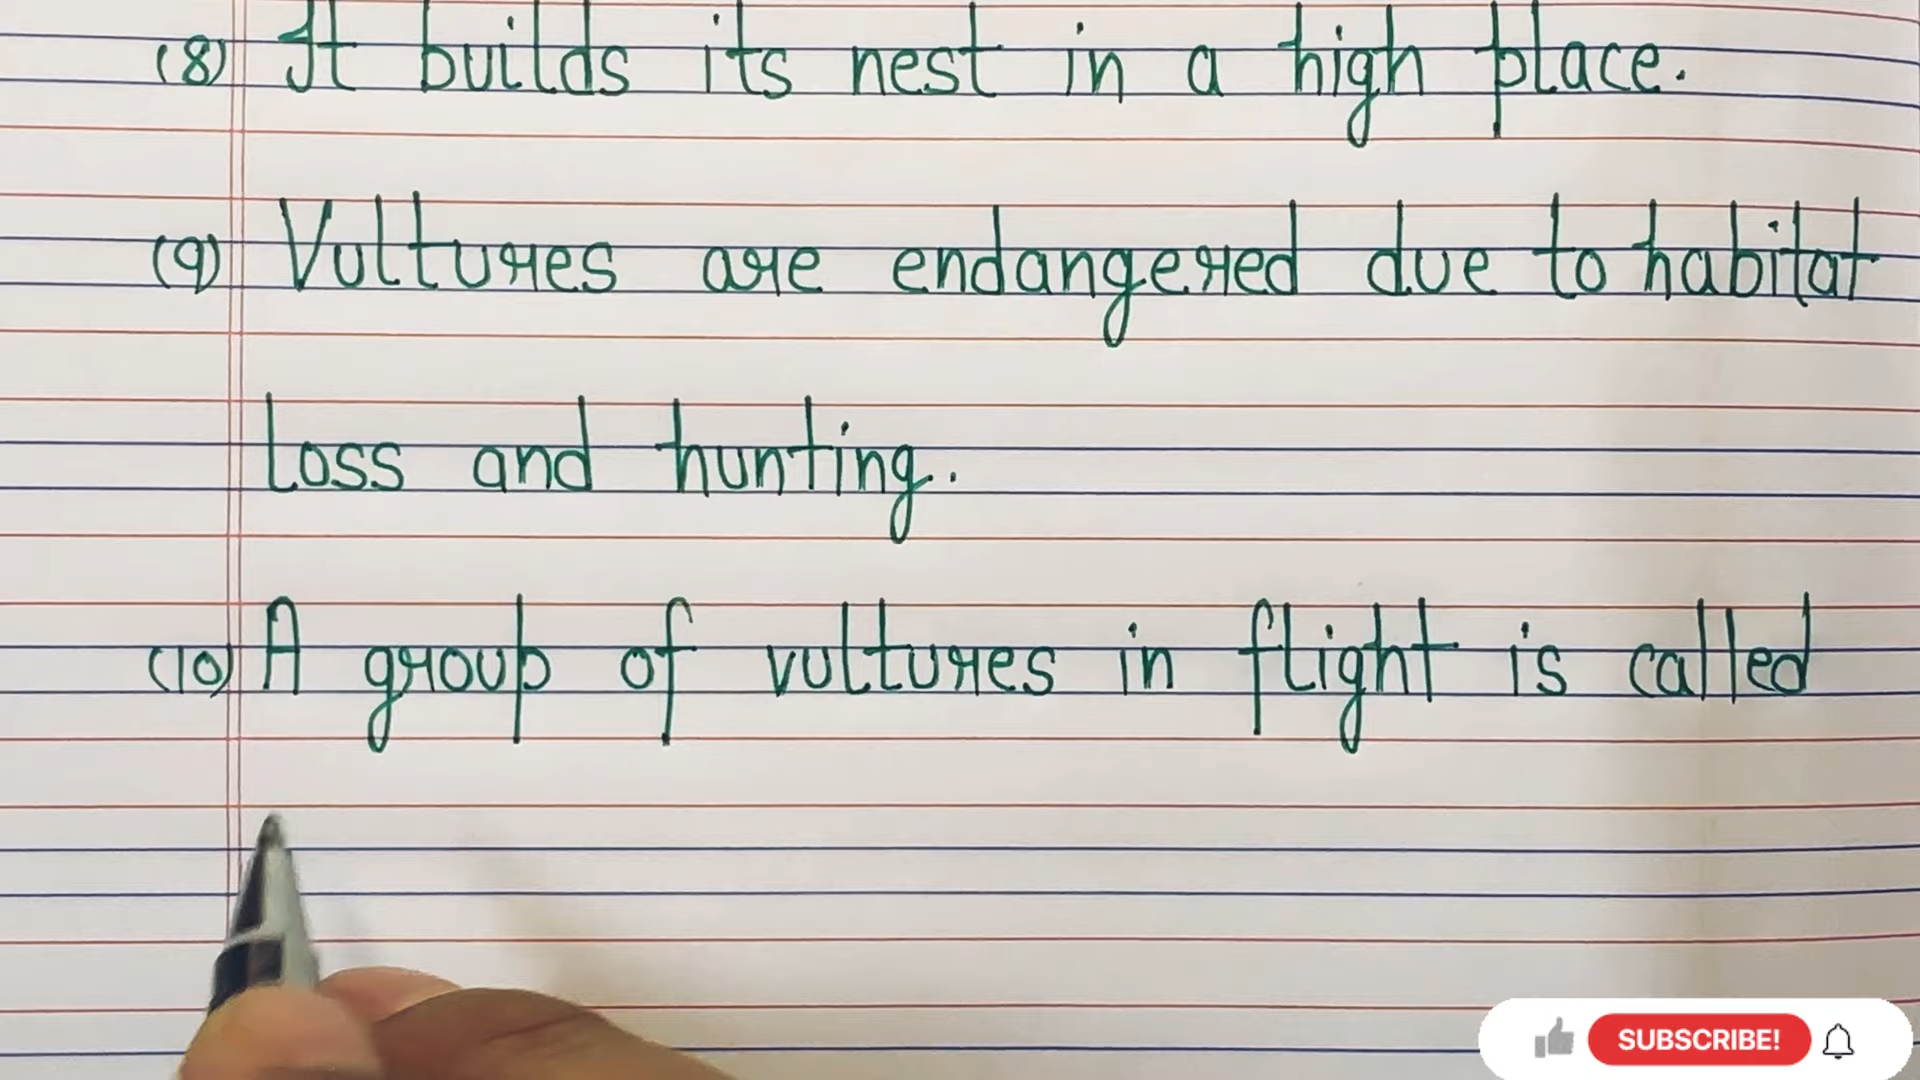 (8) It builds its nest in a high place.
(9) Vultures are endangered due to habitat
loss and hunting.
(10) A group of vultures in flight is called
SUBSCRIBE!